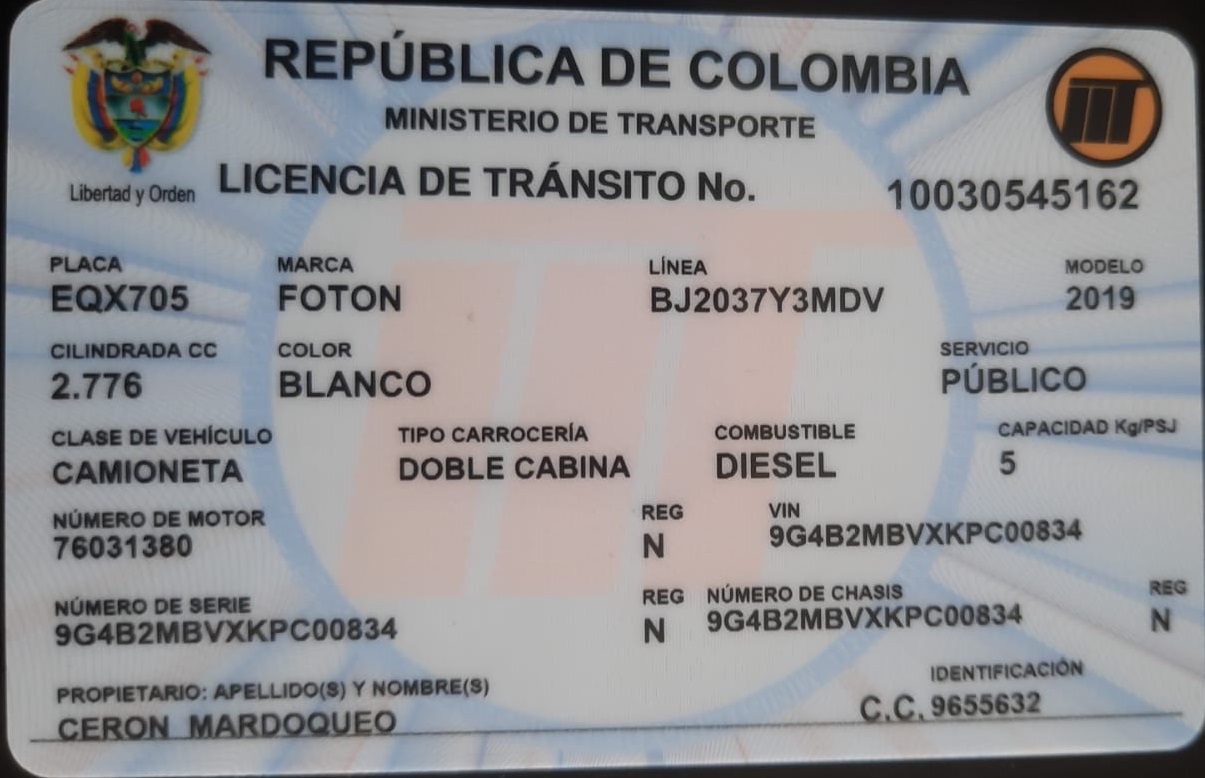 REPÚBLICA DE COLOMBIA
MINISTERIO DE TRANSPORTE
Libertad y Orden
LICENCIA DE TRÁNSITO No. 10030545162
PLACA MARCA LÍNEA MODELO
EQX705 FOTON BJ2037Y3MDV 2019
CILINDRADA CC COLOR SERVICIO
2.776 BLANCO PÚBLICO
CLASE DE VEHÍCULO TIPO CARROCERÍA COMBUSTIBLE CAPACIDAD Kg/PSJ
CAMIONETA DOBLE CABINA DIESEL 5
NÚMERO DE MOTOR REG VIN
76031380 N 9G4B2MBVXKPC00834
NÚMERO DE SERIE REG NÚMERO DE CHASIS REG
9G4B2MBVXKPC00834 N 9G4B2MBVXKPC00834 N
PROPIETARIO: APELLIDO(S) Y NOMBRE(S) IDENTIFICACIÓN
CERON MARDOQUEO C.C. 9655632